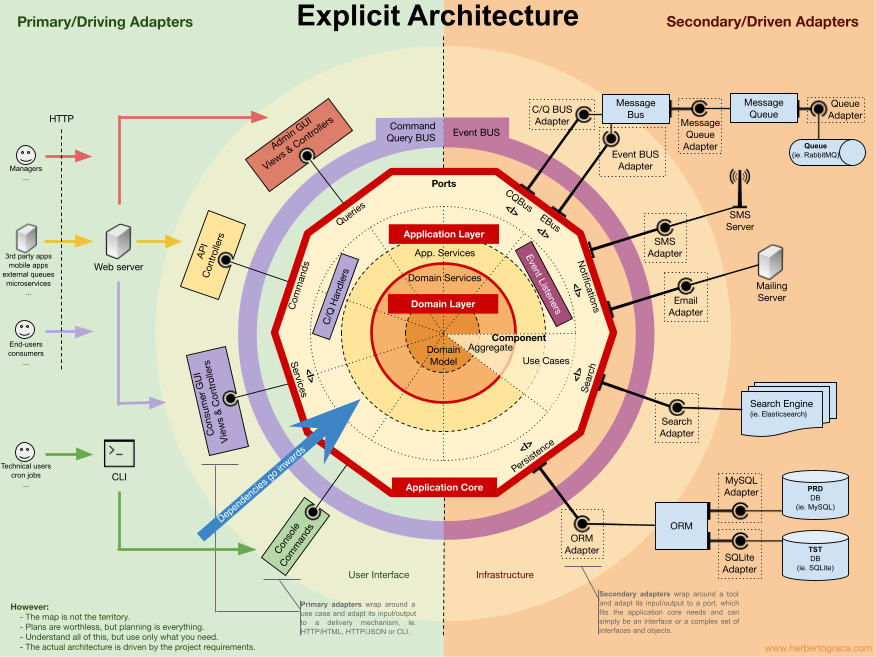 Explicit Architecture
Primary/Driving Adapters
Secondary/Driven Adapters
HTTP
Managers
...
3rd party apps
mobile apps
external queues
microservices
...
End-users
consumers
Technical users
cron jobs
...
Web server
CLI
Admin GUI
Views & Controllers
API
Controllers
Consumer GUI
Views & Controllers
Console
Commands
Command
Query BUS
Event BUS
Ports
Queries
Commands
Services
</>
C/Q Handlers
Application Layer
App. Services
Domain Services
Domain Layer
Domain
Model
Component
Aggregate
Use Cases
Event Listeners
CQBus
</>
EBus
</>
Notifications
</>
Search
</>
Persistence
</>
Application Core
Dependencies go inwards
C/Q BUS
Adapter
Message
Bus
Message
Queue
Adapter
Message
Queue
Queue
Adapter
Queue
(ie. RabbitMQ)
Event BUS
Adapter
SMS
Adapter
SMS
Server
Email
Adapter
Mailing
Server
Search
Adapter
Search Engine
(ie. Elasticsearch)
ORM
Adapter
ORM
MySQL
Adapter
PRD
DB
(ie. MySQL)
SQLite
Adapter
TST
DB
(ie. SQLite)
User Interface
Infrastructure
Primary adapters wrap around a
use case and adapt its input/output
to a delivery mechanism, ie.
HTTP/HTML, HTTP/JSON or CLI.
Secondary adapters wrap around a tool
and adapt its input/output to a port, which
fits the application core needs and can
simply be an interface or a complex set of
interfaces and objects.
However:
- The map is not the territory.
- Plans are worthless, but planning is everything.
- Understand all of this, but use only what you need.
- The actual architecture is driven by the project requirements.
www.herbertograca.com